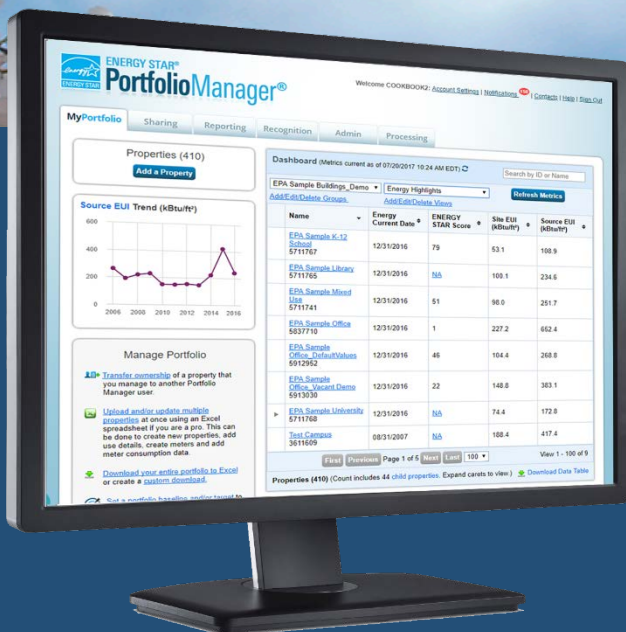 ENERGY STAR
ENERGY STAR®
PortfolioManager®
Welcome COOKBOOK2: Account Settings | Notifications | Contacts | Help | Sign Out
MyPortfolio
Sharing
Reporting
Recognition
Admin
Processing
Properties (410)
Add a Property
Source EUI Trend (kBtu/ft²)
600
400
200
0
2006 2008 2010 2012 2014 2016
Manage Portfolio
Transfer ownership of a property that
you manage to another Portfolio
Manager user.
Upload and/or update multiple
properties at once using an Excel
spreadsheet if you are a pro. This can
be done to create new properties, add
use details, create meters and add
meter consumption data.
Download your entire portfolio to Excel
or create a custom download.
Set a portfolio baseline and/or target to
Dashboard (Metrics current as of 07/20/2017 10:24 AM EDT)
Search by ID or Name
EPA Sample Buildings_Demo
Energy Highlights
Refresh Metrics
Add/Edit/Delete Groups
Add/Edit/Delete Views
Name
Energy
Current Date
ENERGY
STAR Score
Site EUI
(kBtu/ft²)
Source EUI
(kBtu/ft²)
EPA Sample K-12
School
5711767
12/31/2016 79 53.1 108.9
EPA Sample Library
5711765
12/31/2016 NA 100.1 234.6
EPA Sample Mixed
Use
5711741
12/31/2016 51 98.0 251.7
EPA Sample Office
5837710
12/31/2016 1 227.2 652.4
EPA Sample
Office_DefaultValues
5912952
12/31/2016 46 104.4 268.8
EPA Sample
Office_Vacant Demo
5913030
12/31/2016 22 148.8 383.1
EPA Sample University
5711768
12/31/2016 NA 74.4 172.8
Test Campus
3611609
08/31/2007 NA 188.4 417.4
First Previous Page 1 of 5 Next Last 100
View 1 - 100 of 9
Properties (410) (Count includes 44 child properties. Expand carets to view.)
Download Data Table